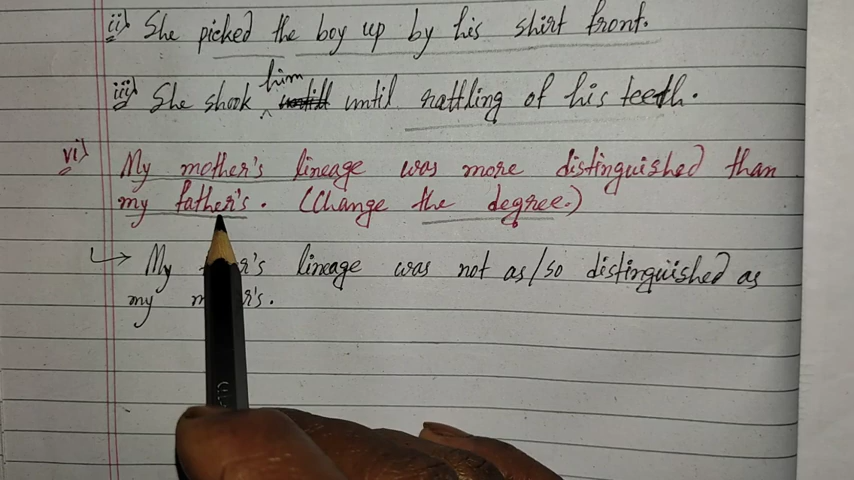 ii) She picked the boy up by his shirt front.
him
iii) She shook ^ until rattling of his teeth.
vi) My mother's lineage was more distinguished than
my father's. (Change the degree.)
→ My lineage was not as/so distinguished as
my